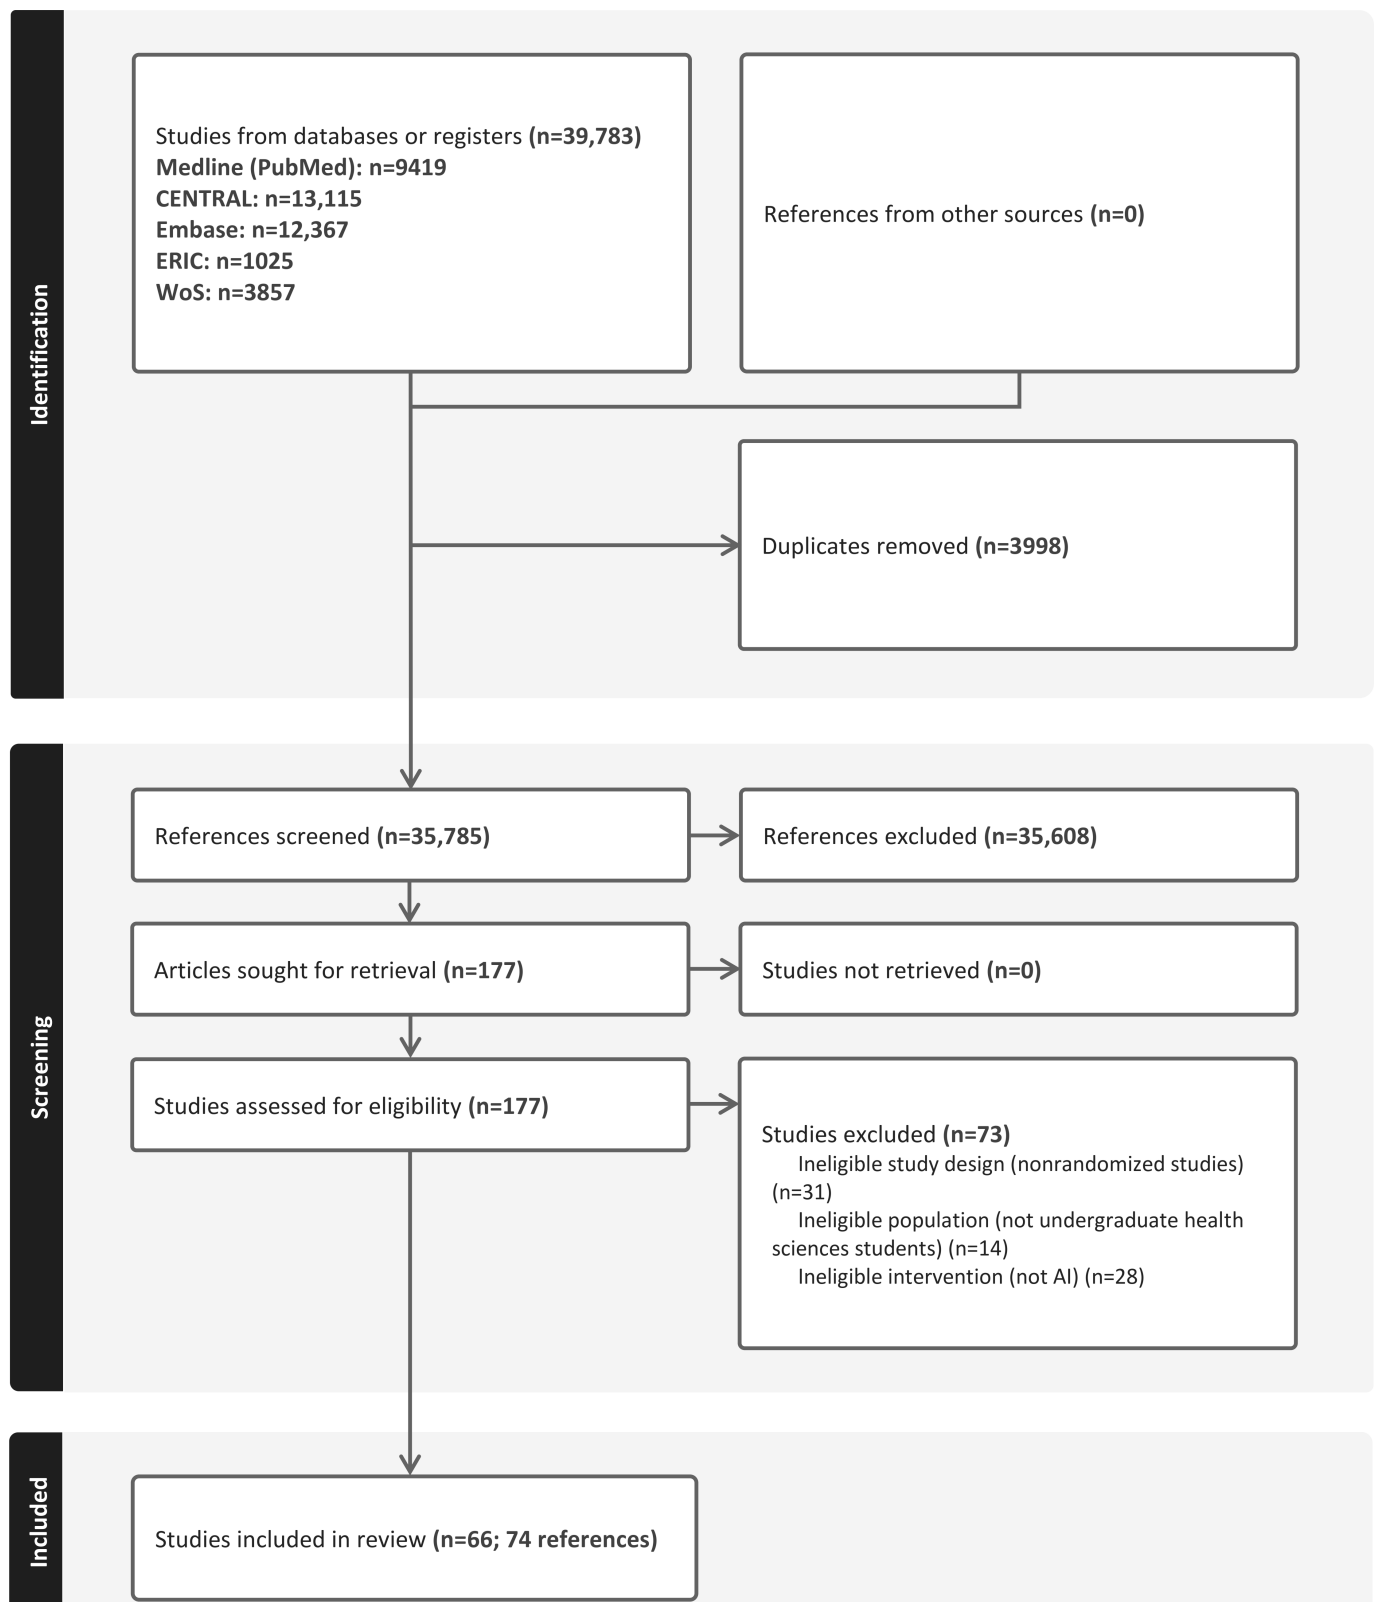 Identification
Studies from databases or registers (n=39,783)
Medline (PubMed): n=9419
CENTRAL: n=13,115
Embase: n=12,367
ERIC: n=1025
WoS: n=3857
References from other sources (n=0)
Duplicates removed (n=3998)
Screening
References screened (n=35,785)
References excluded (n=35,608)
Articles sought for retrieval (n=177)
Studies not retrieved (n=0)
Studies assessed for eligibility (n=177)
Studies excluded (n=73)
Ineligible study design (nonrandomized studies)
(n=31)
Ineligible population (not undergraduate health
sciences students) (n=14)
Ineligible intervention (not AI) (n=28)
Included
Studies included in review (n=66; 74 references)